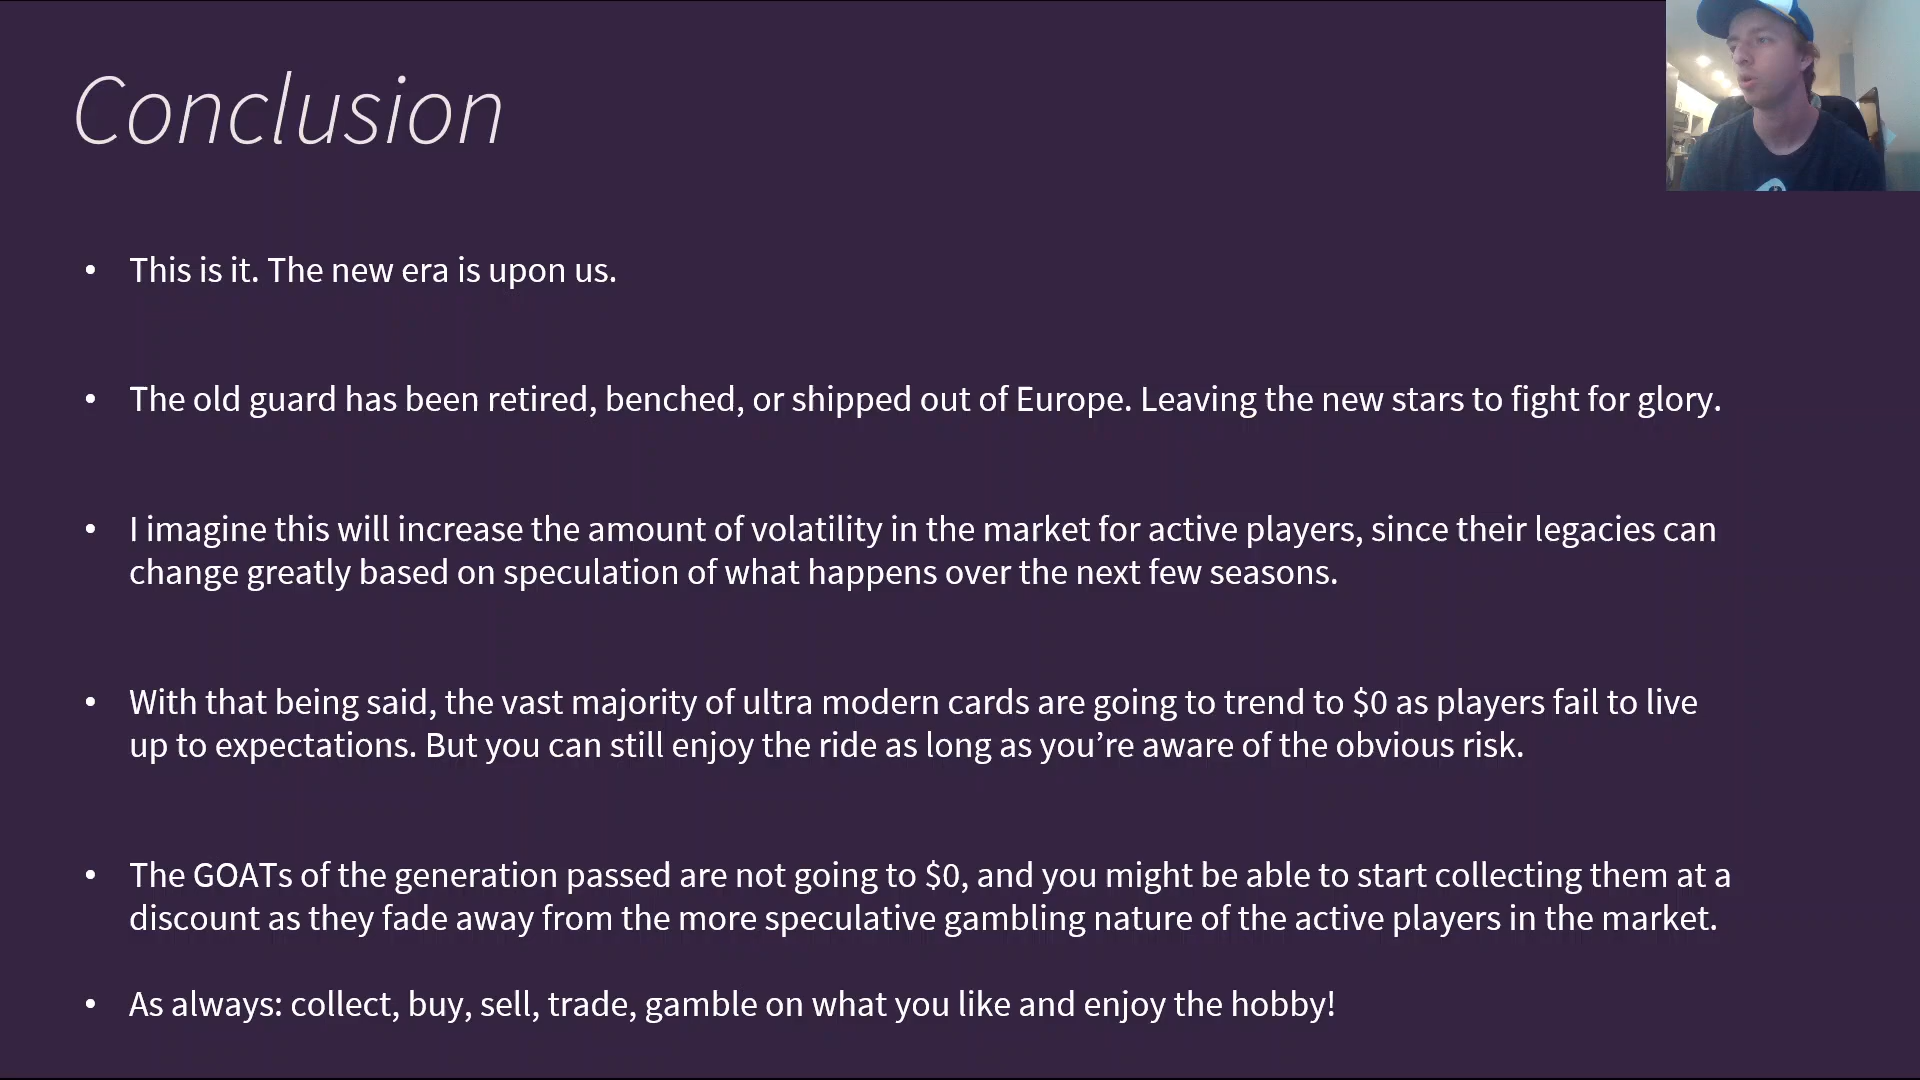 Conclusion
• This is it. The new era is upon us.
• The old guard has been retired, benched, or shipped out of Europe. Leaving the new stars to fight for glory.
• I imagine this will increase the amount of volatility in the market for active players, since their legacies can
change greatly based on speculation of what happens over the next few seasons.
• With that being said, the vast majority of ultra modern cards are going to trend to $0 as players fail to live
up to expectations. But you can still enjoy the ride as long as you’re aware of the obvious risk.
• The GOATs of the generation passed are not going to $0, and you might be able to start collecting them at a
discount as they fade away from the more speculative gambling nature of the active players in the market.
• As always: collect, buy, sell, trade, gamble on what you like and enjoy the hobby!